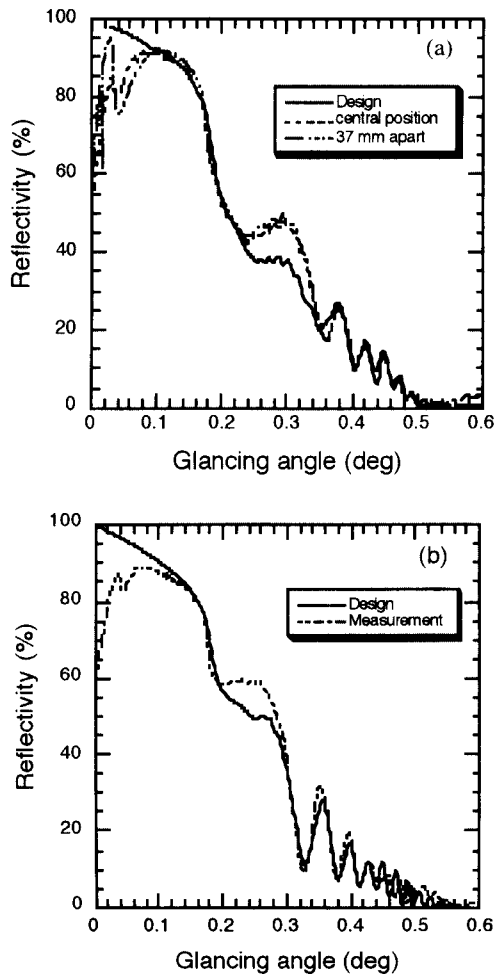 (a)
Design
central position
37 mm apart
Reflectivity (%)
100
80
60
40
20
0
0 0.1 0.2 0.3 0.4 0.5 0.6
Glancing angle (deg)
(b)
Design
Measurement
Reflectivity (%)
100
80
60
40
20
0
0 0.1 0.2 0.3 0.4 0.5 0.6
Glancing angle (deg)